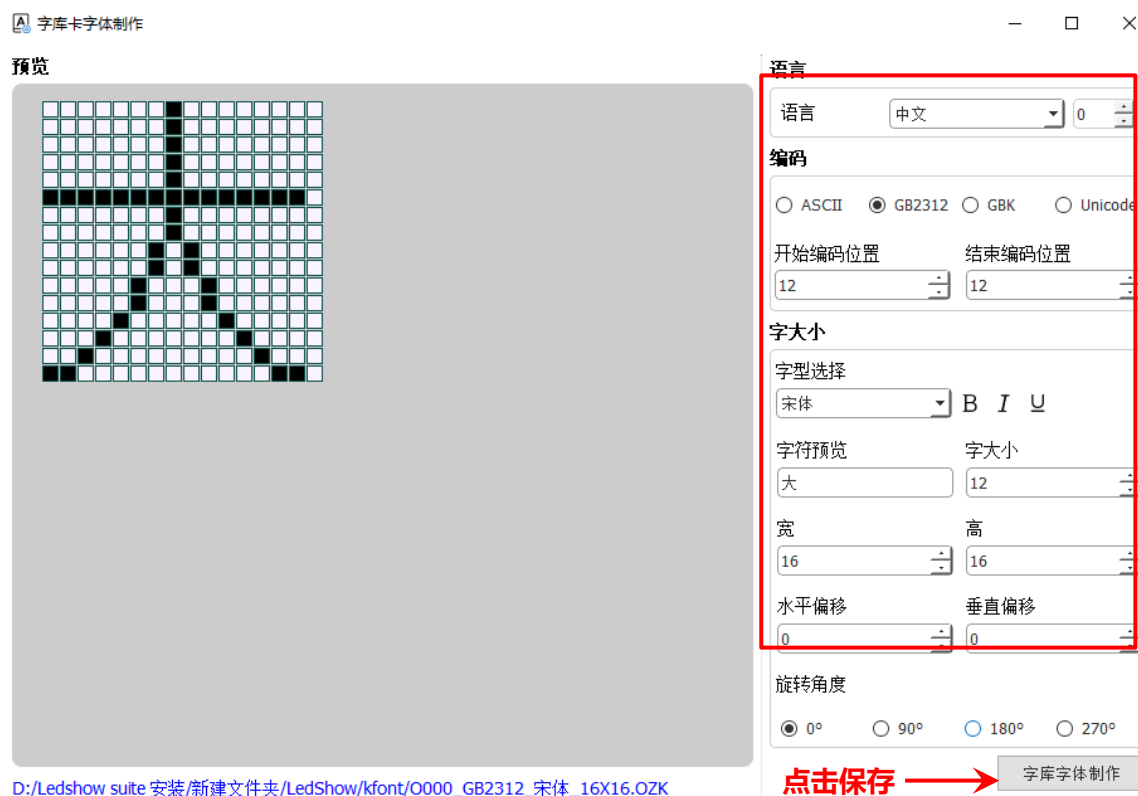 字库卡字体制作
预览
语言
语言
中文
0
编码
ASCII
GB2312
GBK
Unicode
开始编码位置
结束编码位置
12
12
字大小
字型选择
宋体
B I U
字符预览
字大小
大
12
宽
高
16
16
水平偏移
垂直偏移
0
0
旋转角度
0°
90°
180°
270°
点击保存
字库字体制作
D:/Ledshow suite 安装/新建文件夹/LedShow/kfont/O000_GB2312_宋体_16X16.OZK